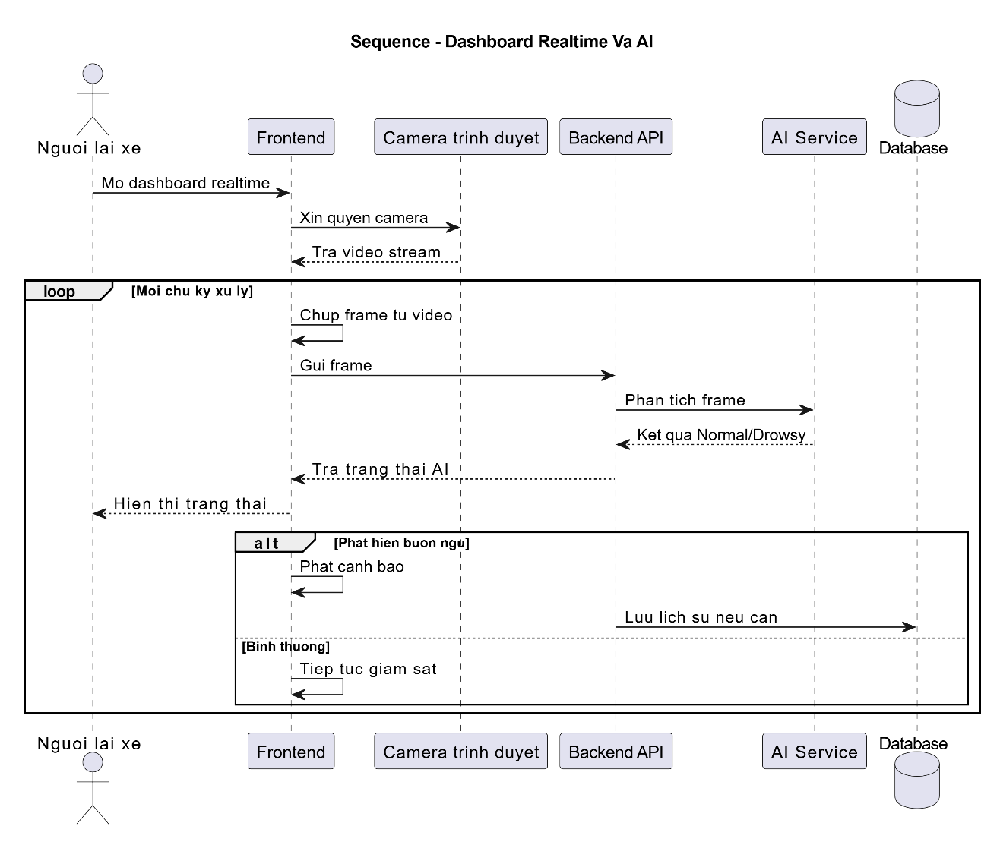 Sequence - Dashboard Realtime Va AI
Nguoi lai xe
Frontend
Camera trinh duyet
Backend API
AI Service
Database
Mo dashboard realtime
Xin quyen camera
Tra video stream
loop
[Moi chu ky xu ly]
Chup frame tu video
Gui frame
Phan tich frame
Ket qua Normal/Drowsy
Tra trang thai AI
Hien thi trang thai
alt
[Phat hien buon ngu]
Phat canh bao
Luu lich su neu can
[Binh thuong]
Tiep tuc giam sat
Nguoi lai xe
Frontend
Camera trinh duyet
Backend API
AI Service
Database